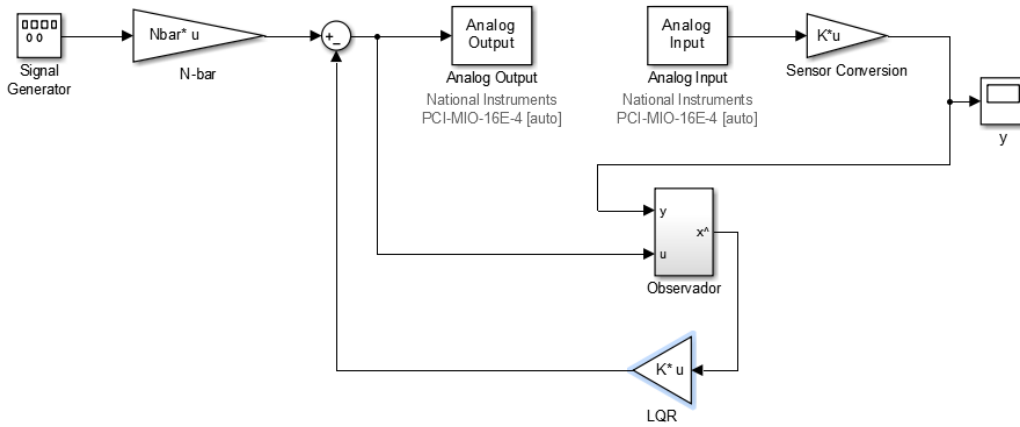 Signal
Generator
Nbar* u
N-bar
+
−
Analog
Output
Analog Output
National Instruments
PCI-MIO-16E-4 [auto]
Analog
Input
Analog Input
National Instruments
PCI-MIO-16E-4 [auto]
K*u
Sensor Conversion
y
y
u
x^
Observador
K* u
LQR